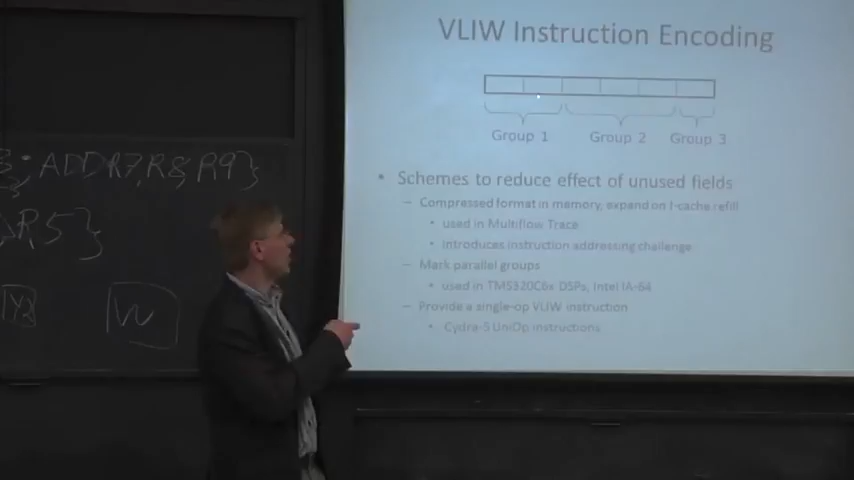 VLIW Instruction Encoding
Group 1 Group 2 Group 3
• Schemes to reduce effect of unused fields
– Compressed format in memory, expand on I-cache refill
• used in Multiflow Trace
• introduces instruction addressing challenge
– Mark parallel groups
• used in TMS320C6x DSPs, Intel IA-64
– Provide a single-op VLIW instruction
• Cydra-5 UniOp instructions
ADD R7, R8, R9}
R5}
Y2
W